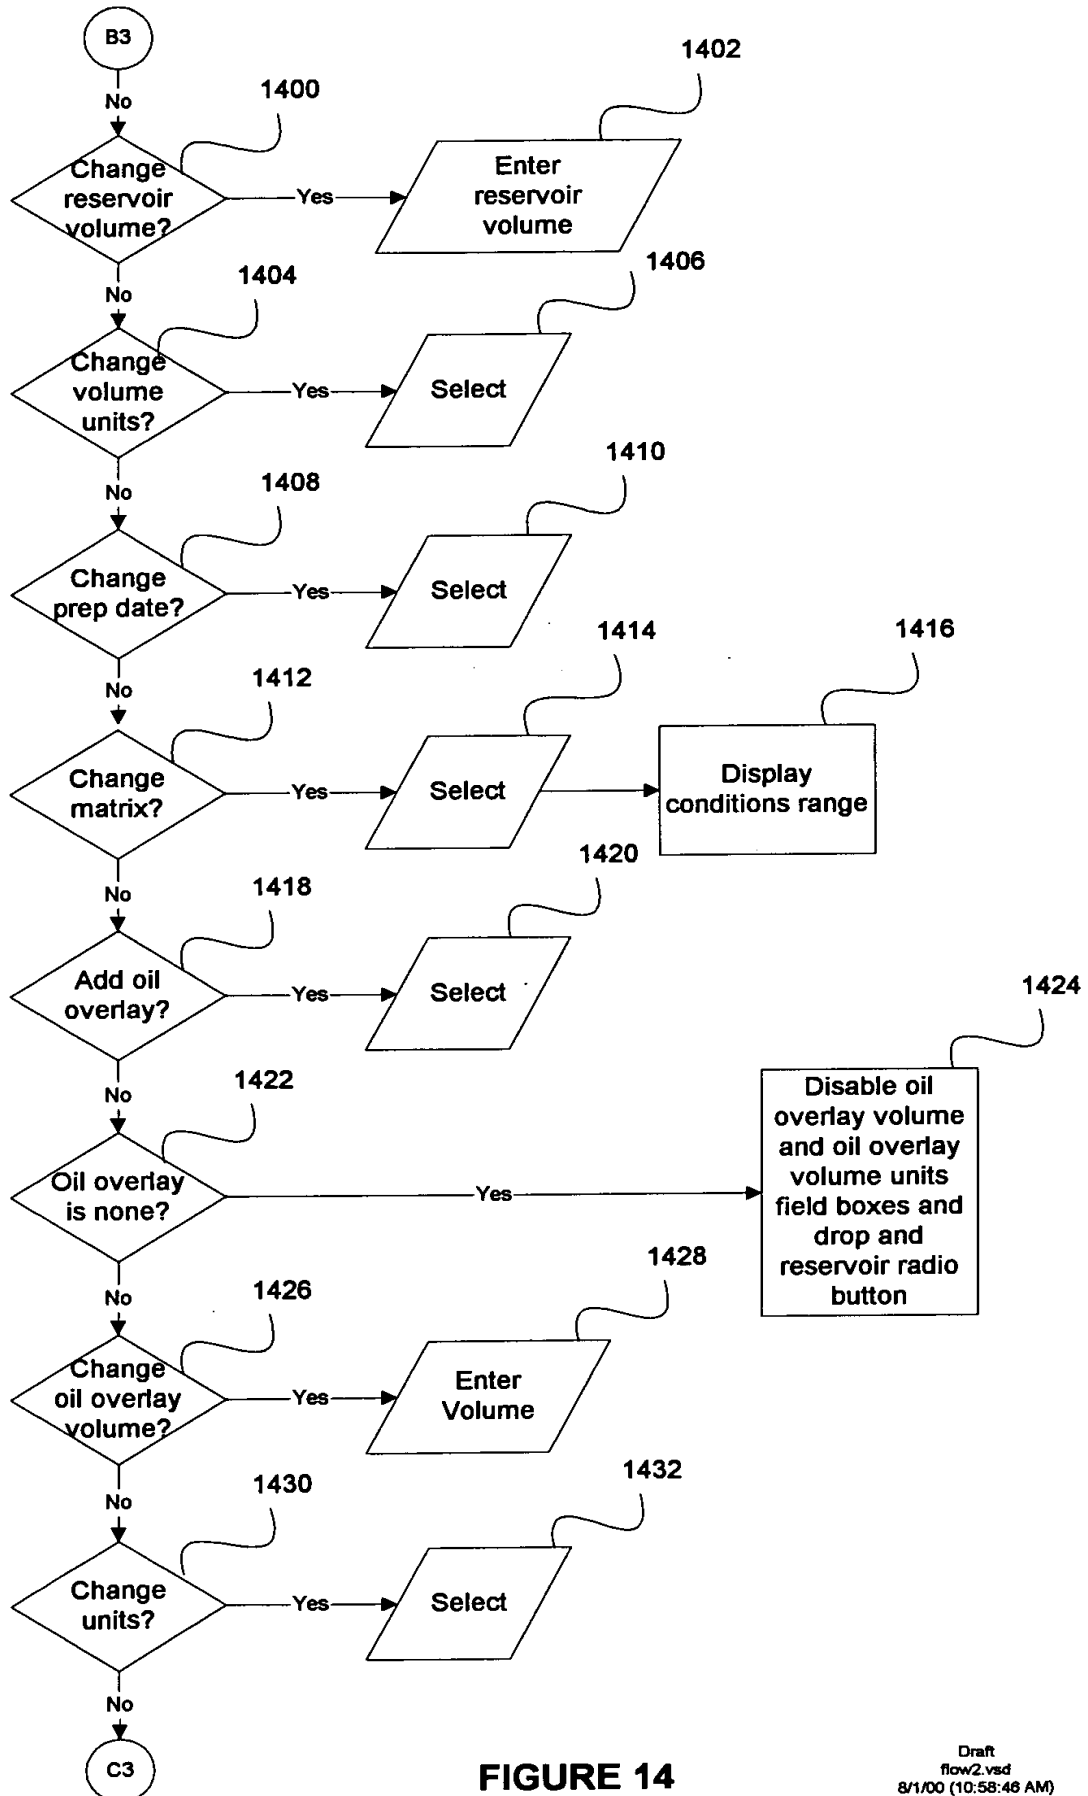 B3
No
1400
1402
Change
reservoir
volume?
Yes
Enter
reservoir
volume
No
1404
1406
Change
volume
units?
Yes
Select
No
1408
1410
Change
prep date?
Yes
Select
No
1412
1414
1416
Change
matrix?
Yes
Select
Display
conditions range
No
1418
1420
Add oil
overlay?
Yes
Select
No
1422
1424
Oil overlay
is none?
Yes
Disable oil
overlay volume
and oil overlay
volume units
field boxes and
drop and
reservoir radio
button
No
1426
1428
Change
oil overlay
volume?
Yes
Enter
Volume
No
1430
1432
Change
units?
Yes
Select
No
C3
FIGURE 14
Draft
flow2.vsd
8/1/00 (10:58:46 AM)